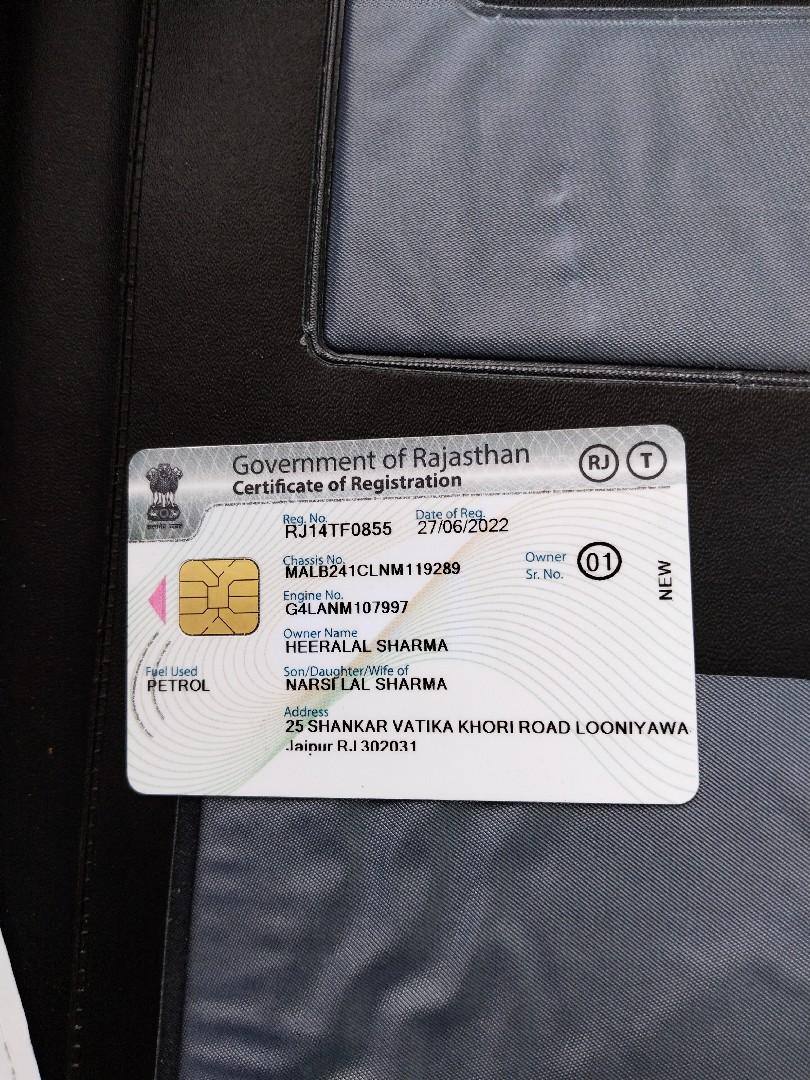 Government of Rajasthan
Certificate of Registration
RJ
T
Reg. No. Date of Reg.
RJ14TF0855 27/06/2022
Chassis No.
MALB241CLNM119289
Owner
Sr. No.
01
NEW
Engine No.
G4LANM107997
Owner Name
HEERALAL SHARMA
Fuel Used
PETROL
Son/Daughter/Wife of
NARSI LAL SHARMA
Address
25 SHANKAR VATIKA KHORI ROAD LOONIYAWA
Jaipur RJ 302031